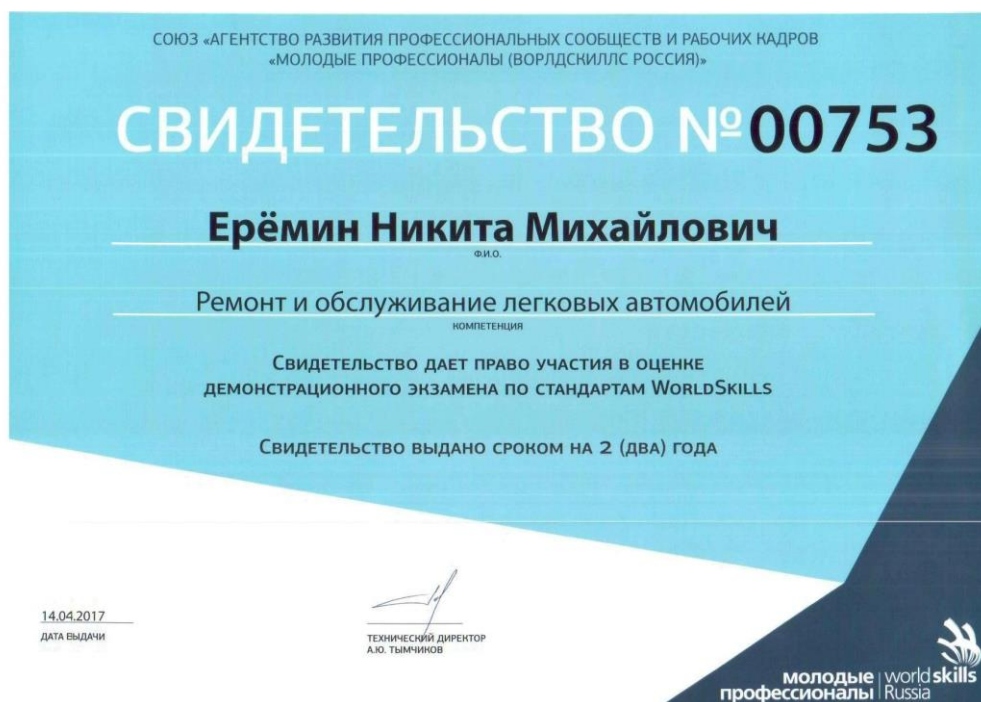 СОЮЗ «АГЕНТСТВО РАЗВИТИЯ ПРОФЕССИОНАЛЬНЫХ СООБЩЕСТВ И РАБОЧИХ КАДРОВ
«МОЛОДЫЕ ПРОФЕССИОНАЛЫ (ВОРЛДСКИЛЛС РОССИЯ)»
СВИДЕТЕЛЬСТВО № 00753
Ерёмин Никита Михайлович
Ф.И.О.
Ремонт и обслуживание легковых автомобилей
КОМПЕТЕНЦИЯ
СВИДЕТЕЛЬСТВО ДАЕТ ПРАВО УЧАСТИЯ В ОЦЕНКЕ
ДЕМОНСТРАЦИОННОГО ЭКЗАМЕНА ПО СТАНДАРТАМ WORLDSKILLS
СВИДЕТЕЛЬСТВО ВЫДАНО СРОКОМ НА 2 (ДВА) ГОДА
14.04.2017
ДАТА ВЫДАЧИ
ТЕХНИЧЕСКИЙ ДИРЕКТОР
А.Ю. ТЫМЧИКОВ
молодые профессионалы
worldskills Russia